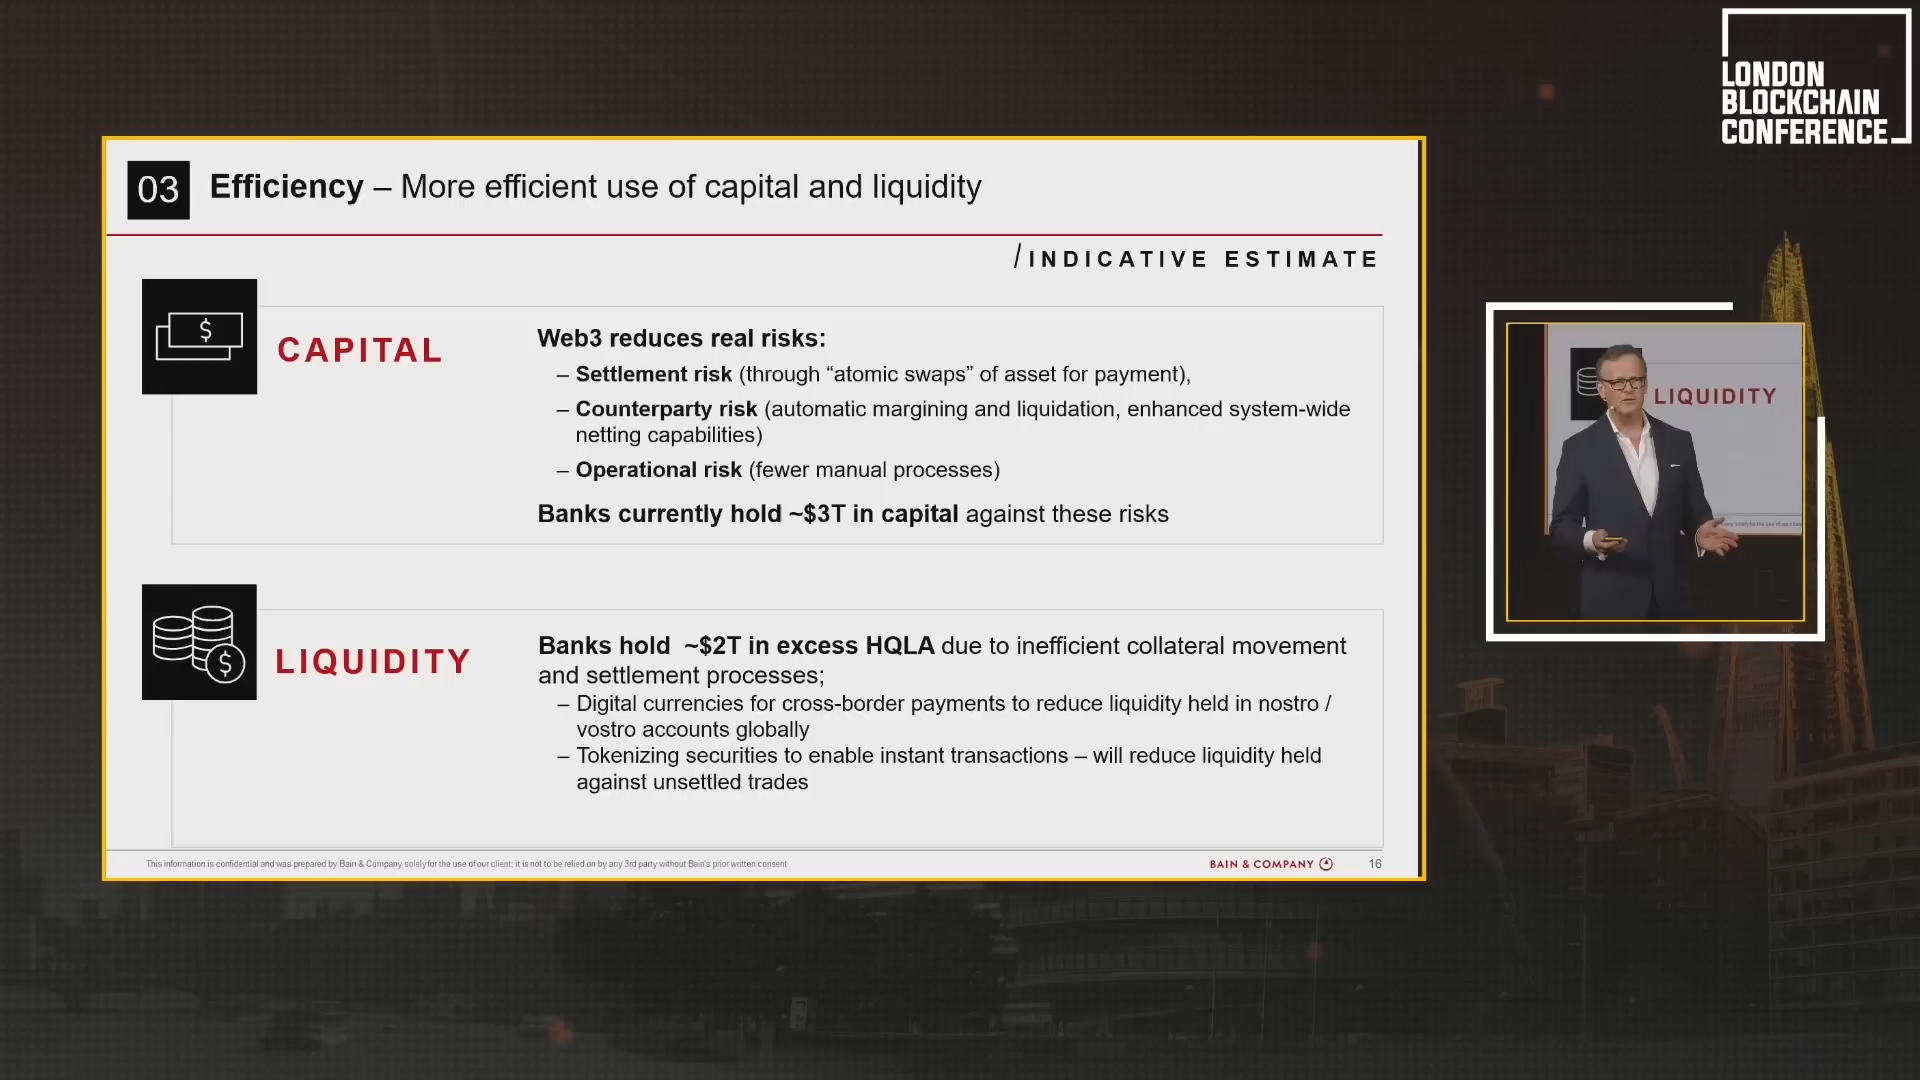 LONDON
BLOCKCHAIN
CONFERENCE
03 Efficiency – More efficient use of capital and liquidity
/INDICATIVE ESTIMATE
$
CAPITAL
Web3 reduces real risks:
– Settlement risk (through “atomic swaps” of asset for payment),
– Counterparty risk (automatic margining and liquidation, enhanced system-wide
netting capabilities)
– Operational risk (fewer manual processes)
Banks currently hold ~$3T in capital against these risks
$
LIQUIDITY
Banks hold ~$2T in excess HQLA due to inefficient collateral movement
and settlement processes;
– Digital currencies for cross-border payments to reduce liquidity held in nostro /
vostro accounts globally
– Tokenizing securities to enable instant transactions – will reduce liquidity held
against unsettled trades
This information is confidential and was prepared by Bain & Company solely for the use of our client; it is not to be relied on by any 3rd party without Bain's prior written consent
BAIN & COMPANY
16
LIQUIDITY